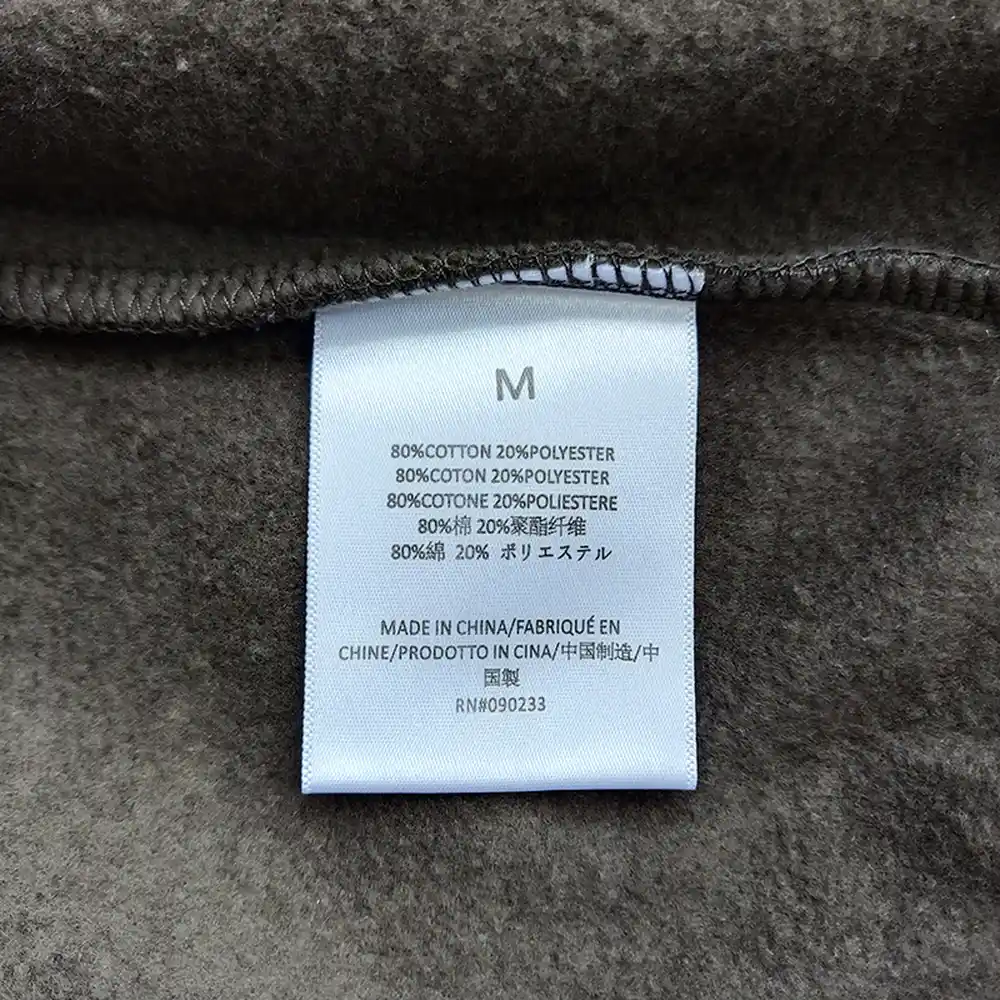 M
80%COTTON 20%POLYESTER
80%COTON 20%POLYESTER
80%COTONE 20%POLIESTERE
80%棉 20%聚酯纤维
80%綿 20% ポリエステル
MADE IN CHINA/FABRIQUÉ EN
CHINE/PRODOTTO IN CINA/中国制造/中
国製
RN#090233